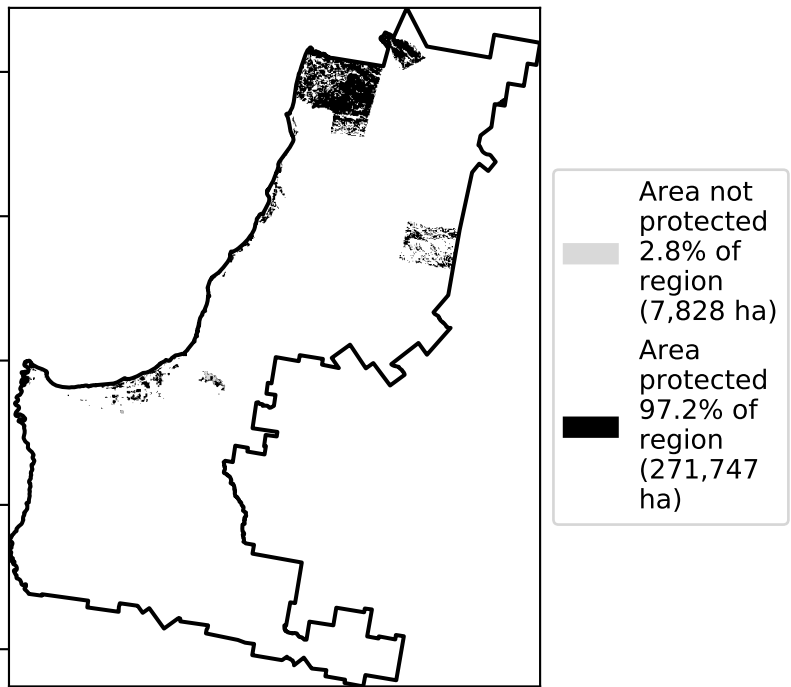 Area not
protected
2.8% of
region
(7,828 ha)
Area
protected
97.2% of
region
(271,747
ha)